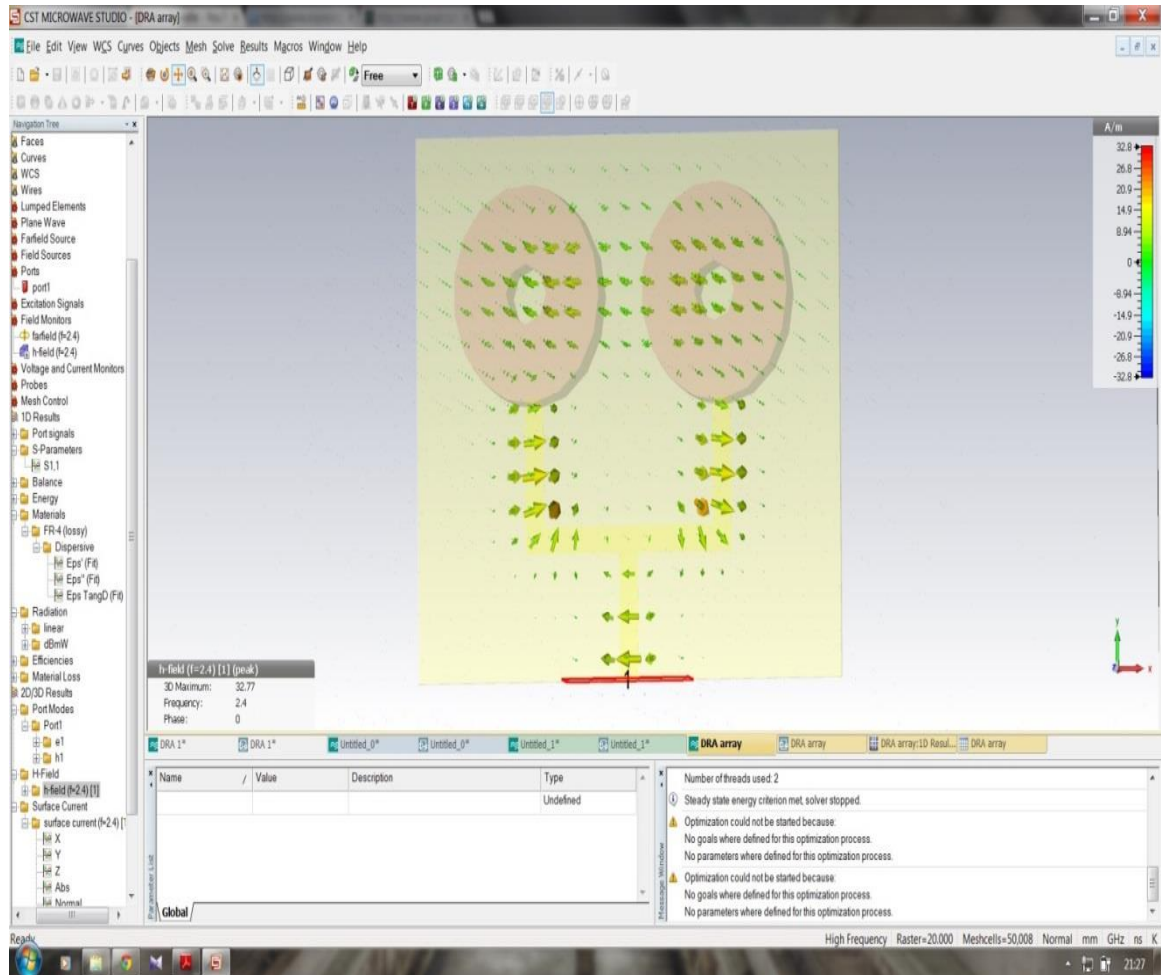 CST MICROWAVE STUDIO - [DRA array]
File Edit View WCS Curves Objects Mesh Solve Results Macros Window Help
Free
Navigation Tree
Faces
Curves
WCS
Wires
Lumped Elements
Plane Wave
Farfield Source
Field Sources
Ports
port1
Excitation Signals
Field Monitors
farfield (f=2.4)
h-field (f=2.4)
Voltage and Current Monitors
Probes
Mesh Control
1D Results
Port signals
S-Parameters
S1,1
Balance
Energy
Materials
FR-4 (lossy)
Dispersive
Eps' (Fit)
Eps" (Fit)
Eps TangD (Fit)
Radiation
linear
dBmW
Efficiencies
Material Loss
2D/3D Results
Port Modes
Port1
e1
h1
H-Field
h-field (f=2.4) [1]
Surface Current
surface current (f=2.4) [1
X
Y
Z
Abs
Normal
A/m
32.8
26.8
20.9
14.9
8.94
0
-8.94
-14.9
-20.9
-26.8
-32.8
1
y
z
x
h-field (f=2.4) [1] (peak)
3D Maximum: 32.77
Frequency: 2.4
Phase: 0
DRA 1* DRA 1* Untitled_0* Untitled_0* Untitled_1* Untitled_1* DRA array DRA array DRA array:1D Resul... DRA array
Name / Value Description Type
Undefined
Parameter List
Global
Message Window
Number of threads used: 2
Steady state energy criterion met, solver stopped.
Optimization could not be started because:
No goals where defined for this optimization process.
No parameters where defined for this optimization process.
Optimization could not be started because:
No goals where defined for this optimization process.
No parameters where defined for this optimization process.
Ready
High Frequency Raster=20.000 Meshcells=50,008 Normal mm GHz ns K
21:27